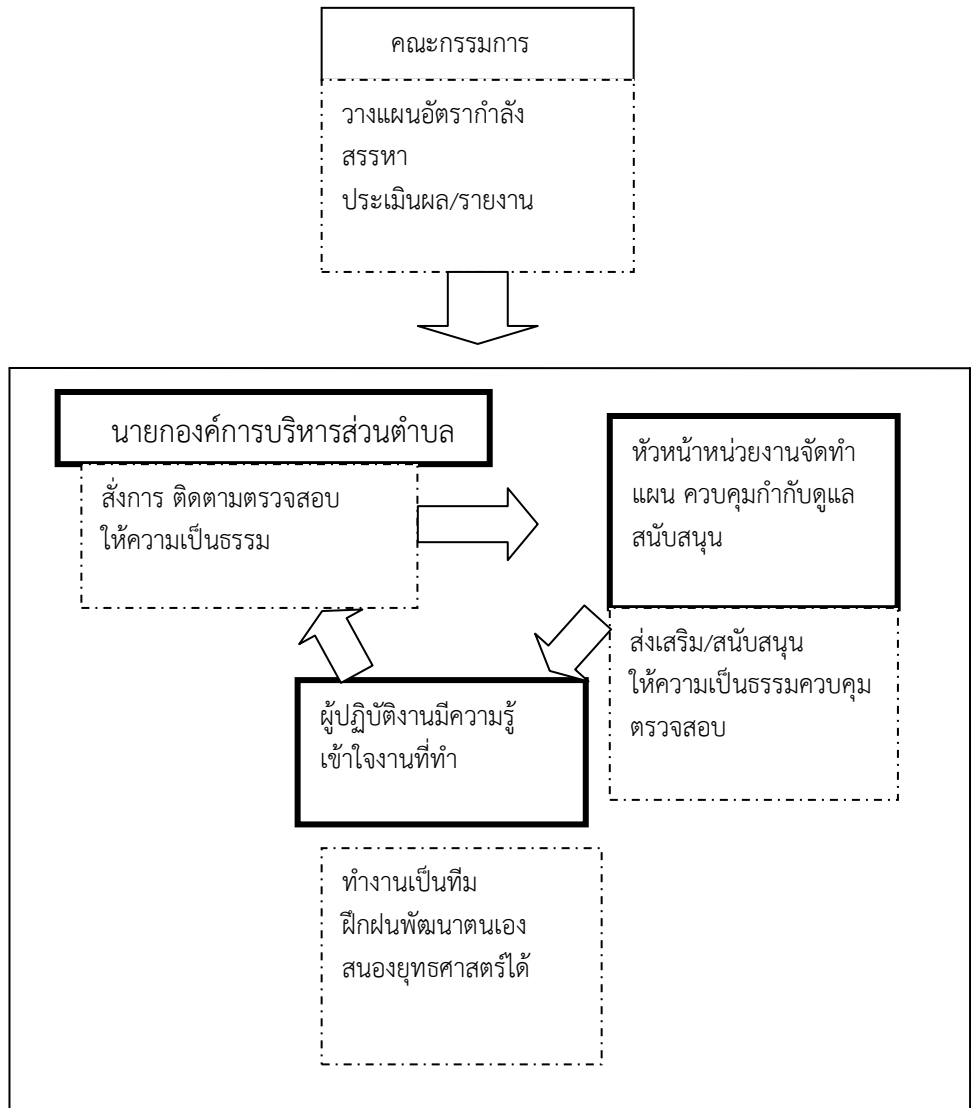 คณะกรรมการ
วางแผนอัตรากำลัง
สรรหา
ประเมินผล/รายงาน
นายกองค์การบริหารส่วนตำบล
สั่งการ ติดตามตรวจสอบ
ให้ความเป็นธรรม
หัวหน้าหน่วยงานจัดทำ
แผน ควบคุมกำกับดูแล
สนับสนุน
ส่งเสริม/สนับสนุน
ให้ความเป็นธรรมควบคุม
ตรวจสอบ
ผู้ปฏิบัติงานมีความรู้
เข้าใจงานที่ทำ
ทำงานเป็นทีม
ฝึกฝนพัฒนาตนเอง
สนองยุทธศาสตร์ได้